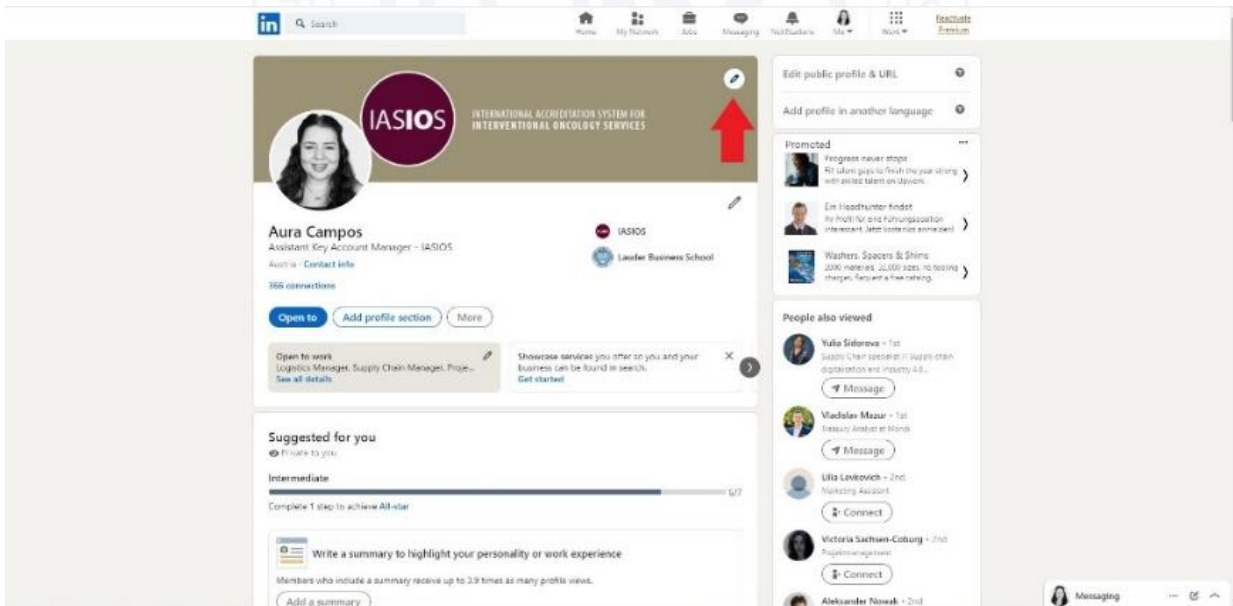 in
Search
Home
My Network
Jobs
Messaging
Notifications
Me
Work
Reactivate
Premium
IASIOS
INTERNATIONAL ACCREDITATION SYSTEM FOR
INTERVENTIONAL ONCOLOGY SERVICES
Aura Campos
Assistant Key Account Manager - IASIOS
Austria · Contact info
366 connections
IASIOS
Lauder Business School
Open to
Add profile section
More
Open to work
Logistics Manager, Supply Chain Manager, Proje...
See all details
Showcase services you offer so you and your
business can be found in search.
Get started
Suggested for you
Private to you
Intermediate
6/7
Complete 1 step to achieve All-star
Write a summary to highlight your personality or work experience
Members who include a summary receive up to 3.9 times as many profile views.
Add a summary
Edit public profile & URL
Add profile in another language
Promoted
Progress never stops
Fill talent gaps to finish the year strong
with skilled talent on Upwork.
Ein Headhunter findet
Ihr Profil für eine Führungsposition
interessant. Jetzt kostenlos anmelden!
Washers, Spacers & Shims
2000 materials, 32,000 sizes, no tooling
charges. Request a free catalog.
People also viewed
Yulia Sidorova · 1st
Supply Chain specialist // Supply chain
digitalization and Industry 4.0...
Message
Vladislav Mazur · 1st
Treasury Analyst at Mondi
Message
Lilia Levkovich · 2nd
Marketing Assistant
Connect
Victoria Sachsen-Coburg · 2nd
Projektmanagement
Connect
Aleksander Nowak · 2nd
Messaging